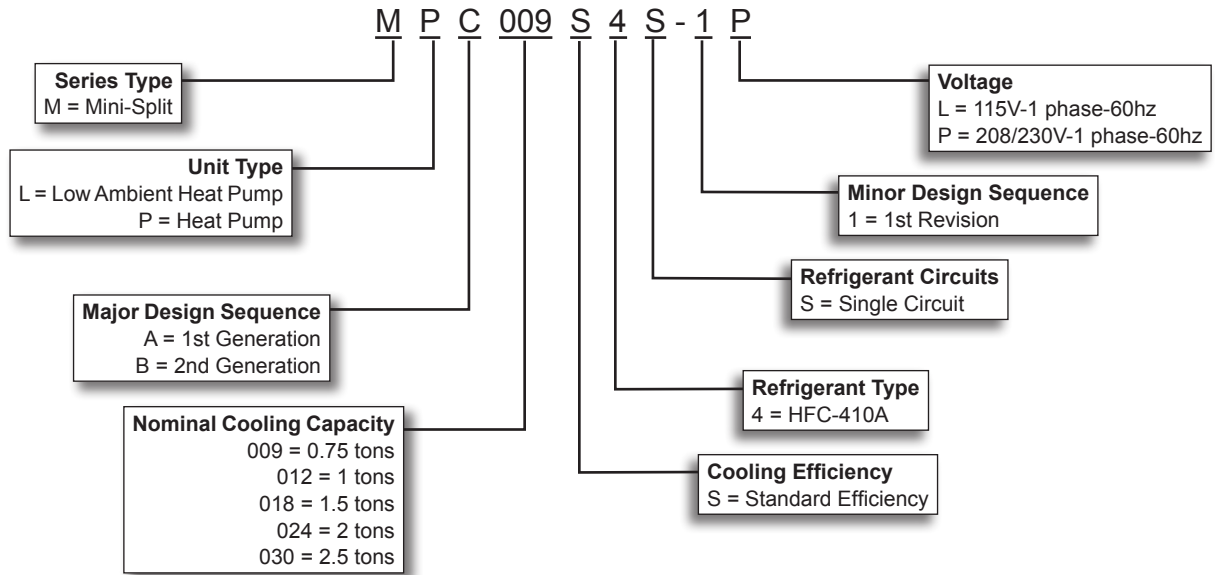 M P C 009 S 4 S - 1 P
Series Type
M = Mini-Split
Unit Type
L = Low Ambient Heat Pump
P = Heat Pump
Major Design Sequence
A = 1st Generation
B = 2nd Generation
Nominal Cooling Capacity
009 = 0.75 tons
012 = 1 tons
018 = 1.5 tons
024 = 2 tons
030 = 2.5 tons
Voltage
L = 115V-1 phase-60hz
P = 208/230V-1 phase-60hz
Minor Design Sequence
1 = 1st Revision
Refrigerant Circuits
S = Single Circuit
Refrigerant Type
4 = HFC-410A
Cooling Efficiency
S = Standard Efficiency